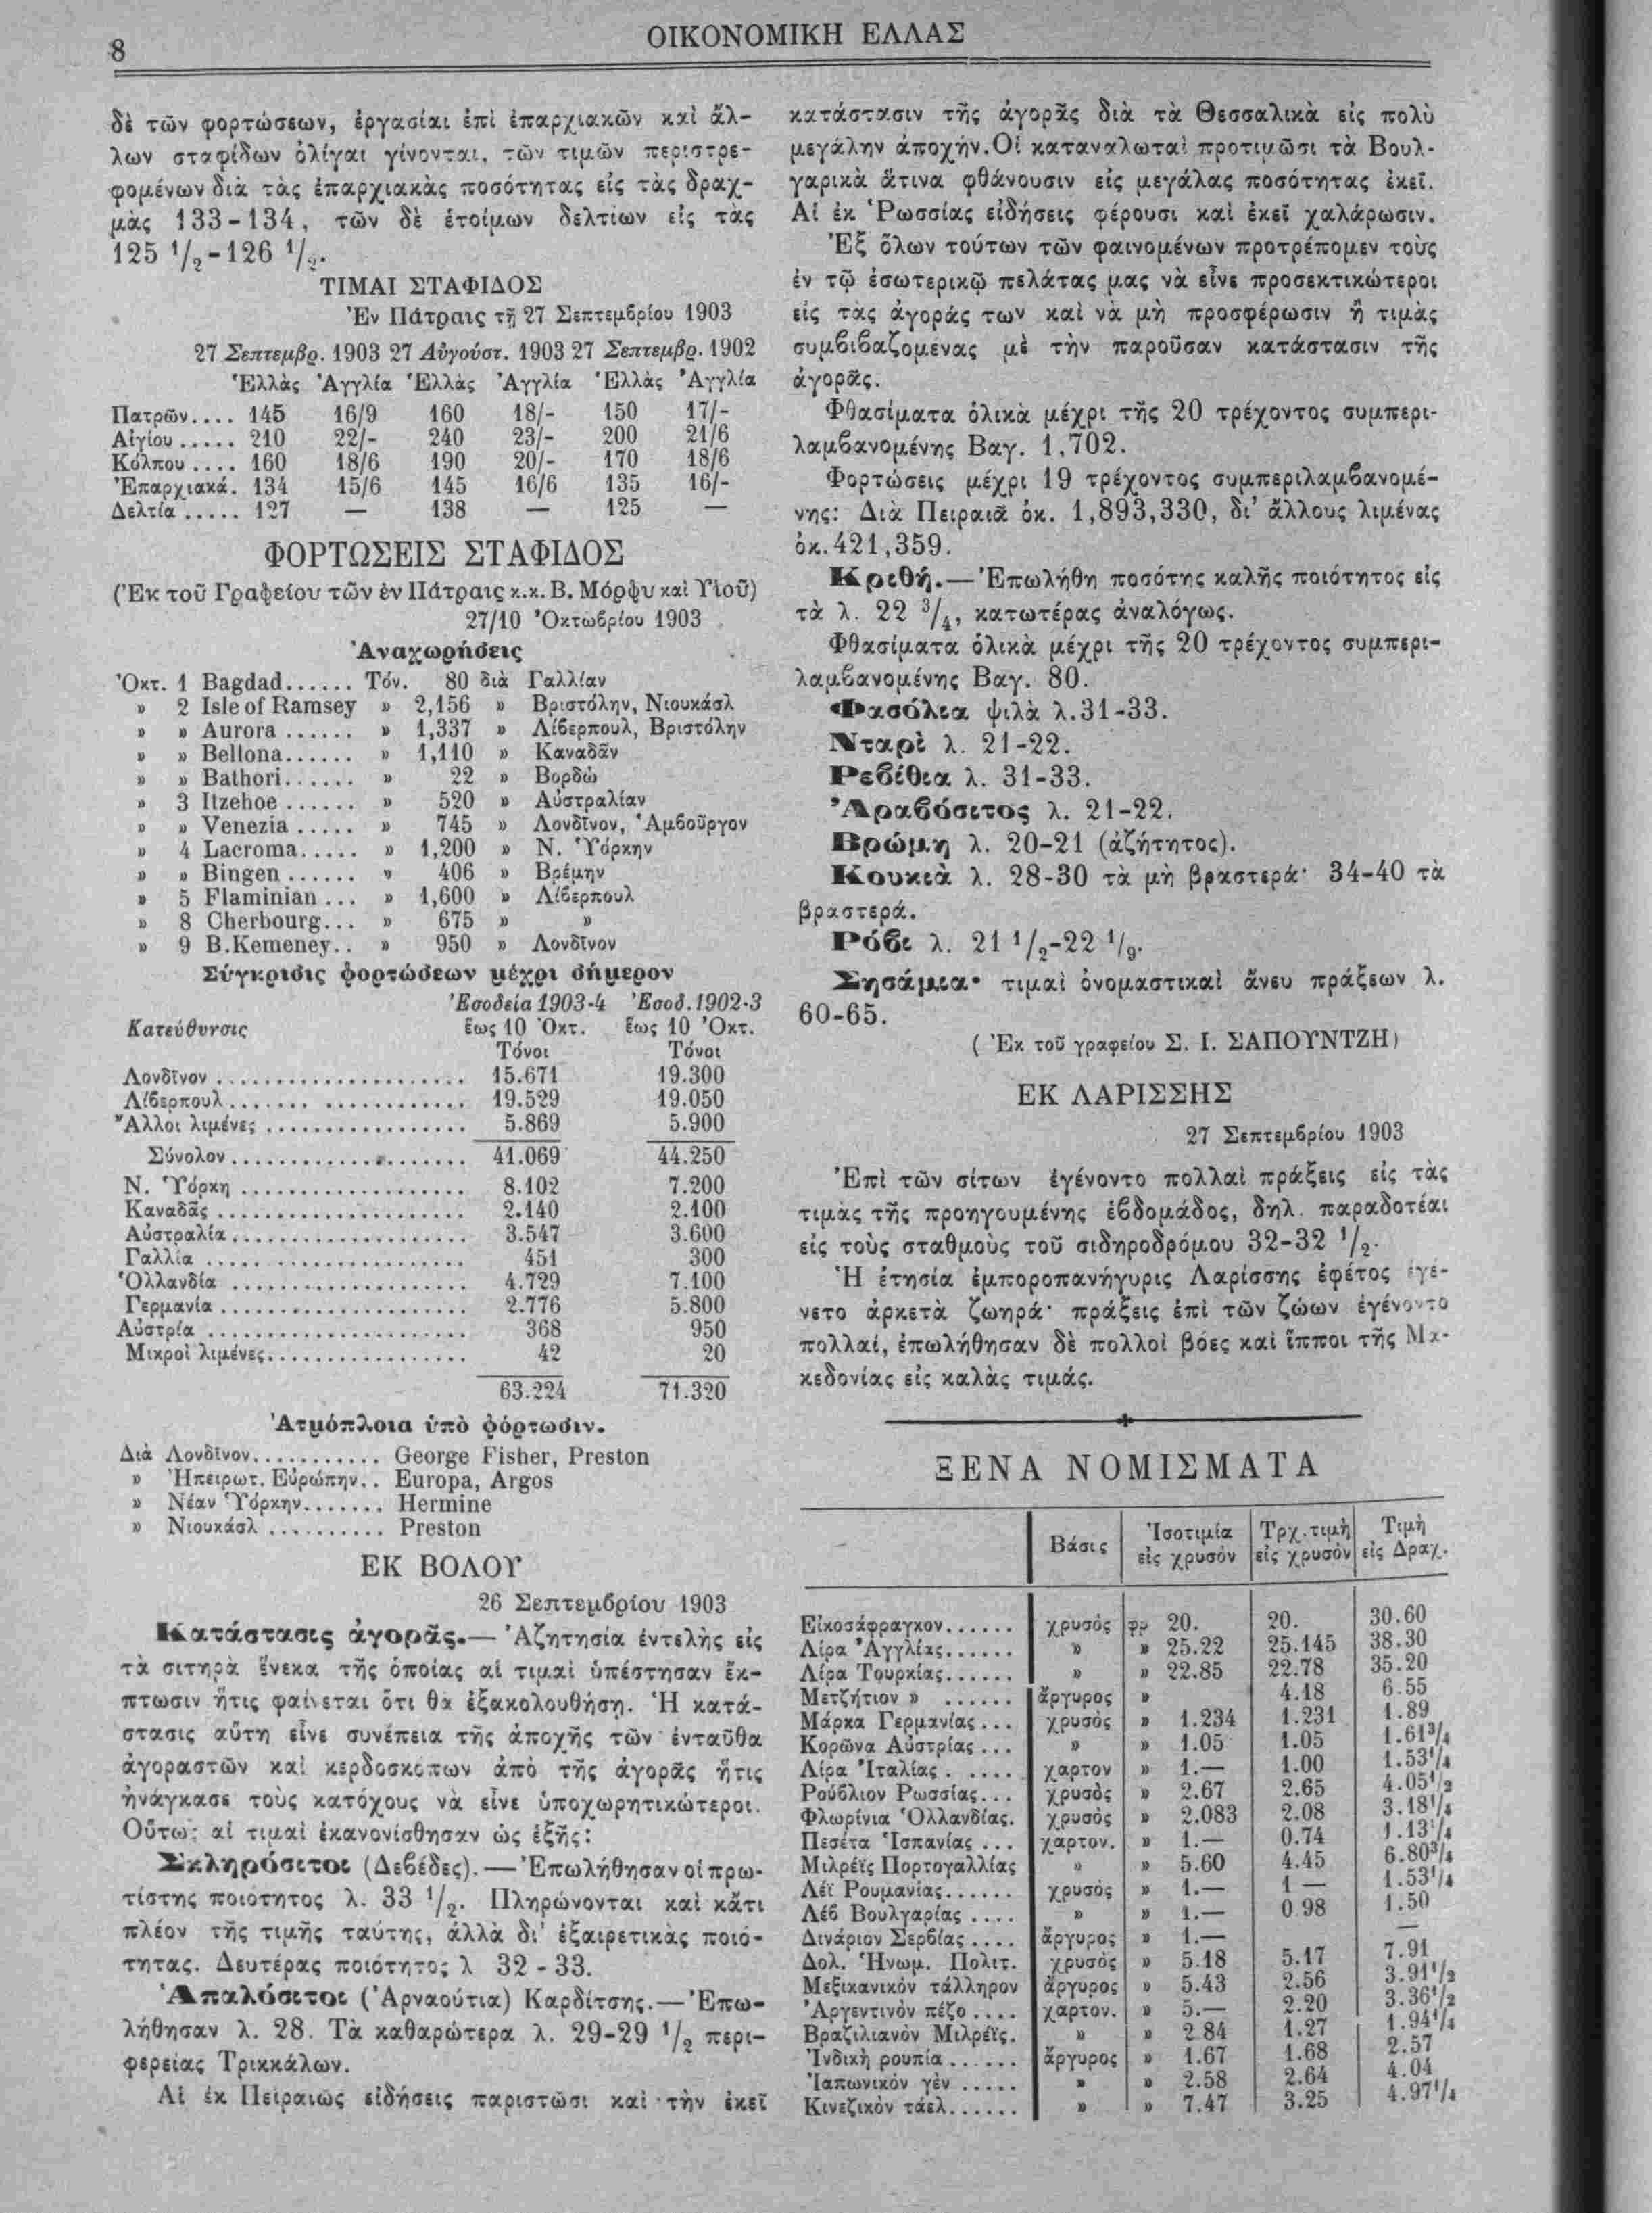 8
ΟΙΚΟΝΟΜΙΚΗ ΕΛΛΑΣ
δὲ τῶν φορτώσεων, ἐργασίαι ἐπὶ ἐπαρχιακῶν καὶ ἄλ-
λων σταφίδων ὀλίγαι γίνονται, τῶν τιμῶν περιστρε-
φομένων διὰ τὰς ἐπαρχιακὰς ποσότητας εἰς τὰς δραχ-
μὰς 133-134, τῶν δὲ ἑτοίμων δελτίων εἰς τὰς
125 1/2-126 1/2.
ΤΙΜΑΙ ΣΤΑΦΙΔΟΣ
Ἐν Πάτραις τῇ 27 Σεπτεμβρίου 1903
27 Σεπτεμβρ. 1903 27 Αὐγούστ. 1903 27 Σεπτεμβρ. 1902
Ἑλλὰς Ἀγγλία Ἑλλὰς Ἀγγλία Ἑλλὰς Ἀγγλία
Πατρῶν.... 145 16/9 160 18/- 150 17/-
Αἰγίου..... 210 22/- 240 23/- 200 21/6
Κόλπου.... 160 18/6 190 20/- 170 18/6
Ἐπαρχιακά. 134 15/6 145 16/6 135 16/-
Δελτία..... 127 — 138 — 125 —
ΦΟΡΤΩΣΕΙΣ ΣΤΑΦΙΔΟΣ
(Ἐκ τοῦ Γραφείου τῶν ἐν Πάτραις κ.κ. Β. Μόρφυ καὶ Υἱοῦ)
27/10 Ὀκτωβρίου 1903
Ἀναχωρήσεις
Ὀκτ. 1 Bagdad...... Τόν. 80 διὰ Γαλλίαν
» 2 Isle of Ramsey » 2,156 » Βριστόλην, Νιουκάσλ
» » Aurora...... » 1,337 » Λίβερπουλ, Βριστόλην
» » Bellona...... » 1,110 » Καναδᾶν
» » Bathori...... » 22 » Βορδὼ
» 3 Itzehoe...... » 520 » Αὐστραλίαν
» » Venezia..... » 745 » Λονδῖνον, Ἁμβοῦργον
» 4 Lacroma..... » 1,200 » Ν. Ὑόρκην
» » Bingen...... » 406 » Βρέμην
» 5 Flaminian... » 1,600 » Λίβερπουλ
» 8 Cherbourg... » 675 » »
» 9 B.Kemeney.. » 950 » Λονδῖνον
Σύγκρισις φορτώσεων μέχρι σήμερον
Ἐσοδεία 1903-4 Ἐσοδ. 1902-3
Κατεύθυνσις ἕως 10 Ὀκτ. ἕως 10 Ὀκτ.
Τόνοι Τόνοι
Λονδῖνον.................... 15.671 19.300
Λίβερπουλ.................... 19.529 19.050
Ἄλλοι λιμένες................. 5.869 5.900
Σύνολον.................... 41.069 44.250
Ν. Ὑόρκη.................... 8.102 7.200
Καναδᾶς.................... 2.140 2.100
Αὐστραλία.................... 3.547 3.600
Γαλλία.................... 451 300
Ὁλλανδία.................... 4.729 7.100
Γερμανία.................... 2.776 5.800
Αὐστρία.................... 368 950
Μικροὶ λιμένες................. 42 20
63.224 71.320
Ἀτμόπλοια ὑπὸ φόρτωσιν.
Διὰ Λονδῖνον........... George Fisher, Preston
» Ἠπειρωτ. Εὐρώπην.. Europa, Argos
» Νέαν Ὑόρκην....... Hermine
» Νιουκάσλ.......... Preston
ΕΚ ΒΟΛΟΥ
26 Σεπτεμβρίου 1903
Κατάστασις ἀγορᾶς.— Ἀζητησία ἐντελὴς εἰς
τὰ σιτηρὰ ἕνεκα τῆς ὁποίας αἱ τιμαὶ ὑπέστησαν ἔκ-
πτωσιν ἥτις φαίνεται ὅτι θὰ ἐξακολουθήσῃ. Ἡ κατά-
στασις αὕτη εἶνε συνέπεια τῆς ἀποχῆς τῶν ἐνταῦθα
ἀγοραστῶν καὶ κερδοσκόπων ἀπὸ τῆς ἀγορᾶς ἥτις
ἠνάγκασε τοὺς κατόχους νὰ εἶνε ὑποχωρητικώτεροι.
Οὕτως αἱ τιμαὶ ἐκανονίσθησαν ὡς ἑξῆς:
Σκληρόσιτοι (Δεβέδες).—Ἐπωλήθησαν οἱ πρω-
τίστης ποιότητος λ. 33 1/2. Πληρώνονται καὶ κἄτι
πλέον τῆς τιμῆς ταύτης, ἀλλὰ δι' ἐξαιρετικὰς ποιό-
τητας. Δευτέρας ποιότητος λ 32-33.
Ἁπαλόσιτοι (Ἀρναούτια) Καρδίτσης.—Ἐπω-
λήθησαν λ. 28. Τὰ καθαρώτερα λ. 29-29 1/2 περι-
φερείας Τρικκάλων.
Αἱ ἐκ Πειραιῶς εἰδήσεις παριστῶσι καὶ τὴν ἐκεῖ
κατάστασιν τῆς ἀγορᾶς διὰ τὰ Θεσσαλικὰ εἰς πολὺ
μεγάλην ἀποχήν. Οἱ καταναλωταὶ προτιμῶσι τὰ Βουλ-
γαρικὰ ἅτινα φθάνουσιν εἰς μεγάλας ποσότητας ἐκεῖ.
Αἱ ἐκ Ῥωσσίας εἰδήσεις φέρουσι καὶ ἐκεῖ χαλάρωσιν.
Ἐξ ὅλων τούτων τῶν φαινομένων προτρέπομεν τοὺς
ἐν τῷ ἐσωτερικῷ πελάτας μας νὰ εἶνε προσεκτικώτεροι
εἰς τὰς ἀγοράς των καὶ νὰ μὴ προσφέρωσιν ἢ τιμὰς
συμβιβαζομένας μὲ τὴν παροῦσαν κατάστασιν τῆς
ἀγορᾶς.
Φθασίματα ὁλικὰ μέχρι τῆς 20 τρέχοντος συμπερι-
λαμβανομένης Βαγ. 1,702.
Φορτώσεις μέχρι 19 τρέχοντος συμπεριλαμβανομέ-
νης: Διὰ Πειραιᾶ ὀκ. 1,893,330, δι' ἄλλους λιμένας
ὀκ. 421,359.
Κριθή.—Ἐπωλήθη ποσότης καλῆς ποιότητος εἰς
τὰ λ. 22 3/4, κατωτέρας ἀναλόγως.
Φθασίματα ὁλικὰ μέχρι τῆς 20 τρέχοντος συμπερι-
λαμβανομένης Βαγ. 80.
Φασόλια ψιλὰ λ. 31-33.
Νταρὶ λ. 21-22.
Ρεβίθια λ. 31-33.
Ἀραβόσιτος λ. 21-22.
Βρώμη λ. 20-21 (ἀζήτητος).
Κουκιὰ λ. 28-30 τὰ μὴ βραστερά· 34-40 τὰ
βραστερά.
Ρόβι λ. 21 1/2-22 1/2.
Σησάμια· τιμαὶ ὀνομαστικαὶ ἄνευ πράξεων λ.
60-65.
(Ἐκ τοῦ γραφείου Σ. Ι. ΣΑΠΟΥΝΤΖΗ)
ΕΚ ΛΑΡΙΣΣΗΣ
27 Σεπτεμβρίου 1903
Ἐπὶ τῶν σίτων ἐγένοντο πολλαὶ πράξεις εἰς τὰς
τιμὰς τῆς προηγουμένης ἑβδομάδος, δηλ. παραδοτέαι
εἰς τοὺς σταθμοὺς τοῦ σιδηροδρόμου 32-32 1/2.
Ἡ ἐτησία ἐμποροπανήγυρις Λαρίσσης ἐφέτος ἐγέ-
νετο ἀρκετὰ ζωηρά· πράξεις ἐπὶ τῶν ζώων ἐγένοντο
πολλαί, ἐπωλήθησαν δὲ πολλοὶ βόες καὶ ἵπποι τῆς Μα-
κεδονίας εἰς καλὰς τιμάς.
ΞΕΝΑ ΝΟΜΙΣΜΑΤΑ
Βάσις Ἰσοτιμία εἰς χρυσόν Τρχ. τιμὴ εἰς χρυσὸν Τιμὴ εἰς Δραχ.
Εἰκοσάφραγκον...... χρυσὸς φρ 20. 20. 30.60
Λίρα Ἀγγλίας...... » » 25.22 25.145 38.30
Λίρα Τουρκίας...... » » 22.85 22.78 35.20
Μετζήτιον » ...... ἄργυρος » 4.18 6.55
Μάρκα Γερμανίας... χρυσὸς » 1.234 1.231 1.89
Κορῶνα Αὐστρίας... » » 1.05 1.05 1.61 3/4
Λίρα Ἰταλίας...... χαρτον » 1.— 1.00 1.53 1/4
Ρούβλιον Ρωσσίας... χρυσὸς » 2.67 2.65 4.05 1/2
Φλωρίνια Ὁλλανδίας. χρυσὸς » 2.083 2.08 3.18 1/4
Πεσέτα Ἱσπανίας... χαρτον. » 1.— 0.74 1.13 1/4
Μιλρέϊς Πορτογαλλίας » » 5.60 4.45 6.80 3/4
Λέϊ Ρουμανίας...... χρυσὸς » 1.— 1 — 1.53 1/4
Λὲβ Βουλγαρίας.... » » 1.— 0.98 1.50
Δινάριον Σερβίας.... ἄργυρος » 1.— —
Δολ. Ἡνωμ. Πολιτ. χρυσὸς » 5.18 5.17 7.91
Μεξικανικὸν τάλληρον ἄργυρος » 5.43 2.56 3.91 1/2
Ἀργεντινὸν πέζο.... χαρτον. » 5.— 2.20 3.36 1/2
Βραζιλιανὸν Μιλρέϊς. » » 2.84 1.27 1.94 1/4
Ἰνδικὴ ρουπία...... ἄργυρος » 1.67 1.68 2.57
Ἰαπωνικὸν γὲν..... » » 2.58 2.64 4.04
Κινεζικὸν τάελ...... » » 7.47 3.25 4.97 1/4